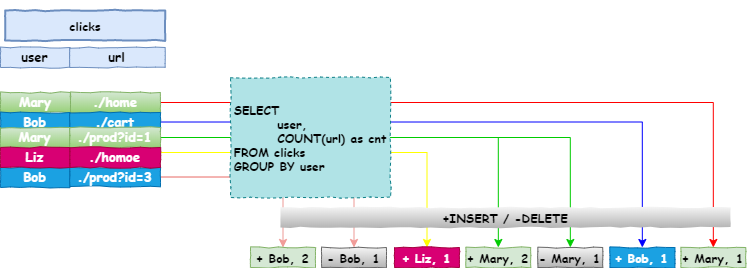 clicks
user url
Mary ./home
Bob ./cart
Mary ./prod?id=1
Liz ./homoe
Bob ./prod?id=3
SELECT
user,
COUNT(url) as cnt
FROM clicks
GROUP BY user
+INSERT / -DELETE
+ Bob, 2 - Bob, 1 + Liz, 1 + Mary, 2 - Mary, 1 + Bob, 1 + Mary, 1